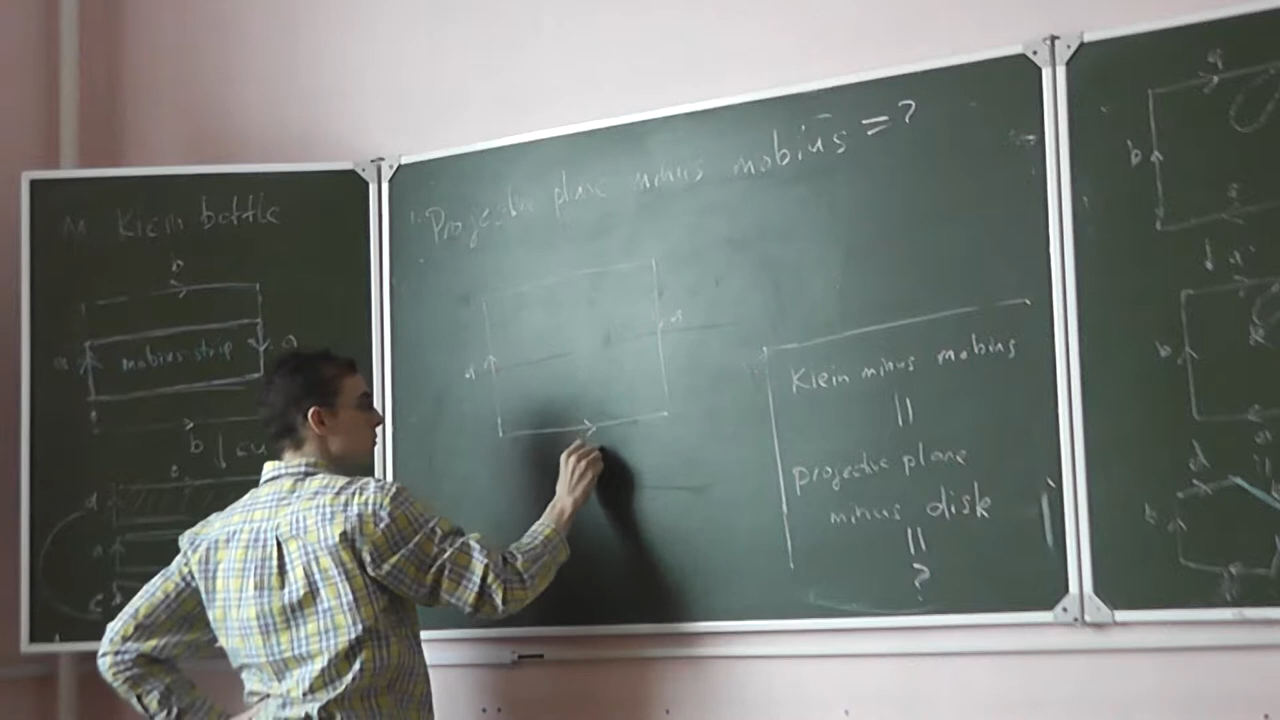 Klein bottle
b
a
mobius strip
a
b
Projective plane minus mobius = ?
a
Klein minus mobius
||
projective plane
minus disk
||
?
b
b